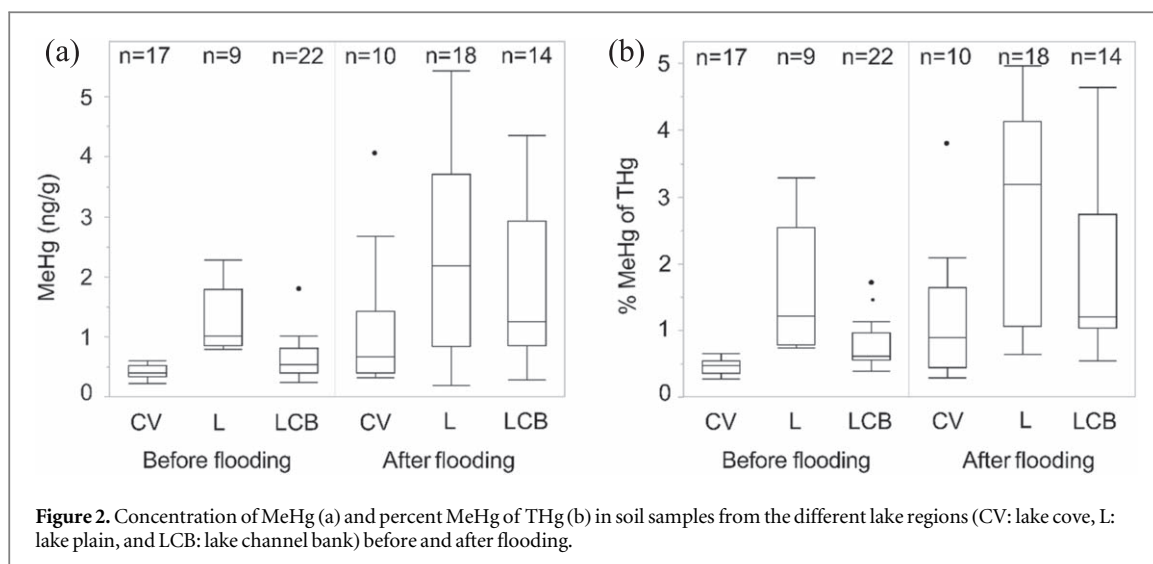 (a)
n=17 n=9 n=22 n=10 n=18 n=14
MeHg (ng/g)
5
4
3
2
1
0
CV L LCB CV L LCB
Before flooding After flooding
(b)
n=17 n=9 n=22 n=10 n=18 n=14
% MeHg of THg
5
4
3
2
1
0
CV L LCB CV L LCB
Before flooding After flooding
Figure 2. Concentration of MeHg (a) and percent MeHg of THg (b) in soil samples from the different lake regions (CV: lake cove, L:
lake plain, and LCB: lake channel bank) before and after flooding.